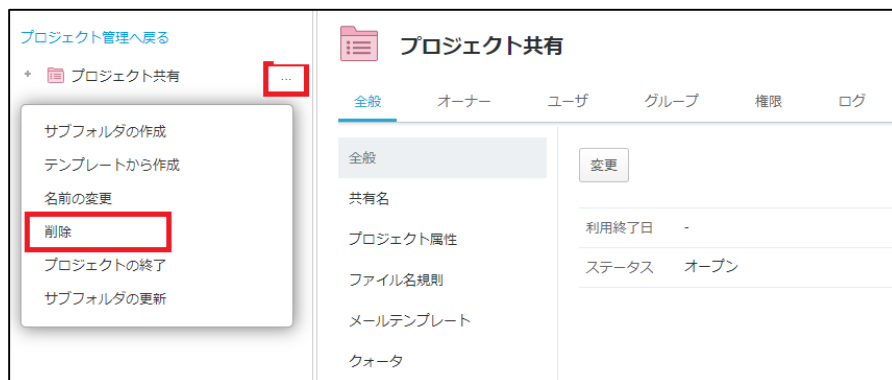 プロジェクト管理へ戻る
+ プロジェクト共有 ...
サブフォルダの作成
テンプレートから作成
名前の変更
削除
プロジェクトの終了
サブフォルダの更新
プロジェクト共有
全般 オーナー ユーザ グループ 権限 ログ
全般
共有名
プロジェクト属性
ファイル名規則
メールテンプレート
クォータ
変更
利用終了日 -
ステータス オープン